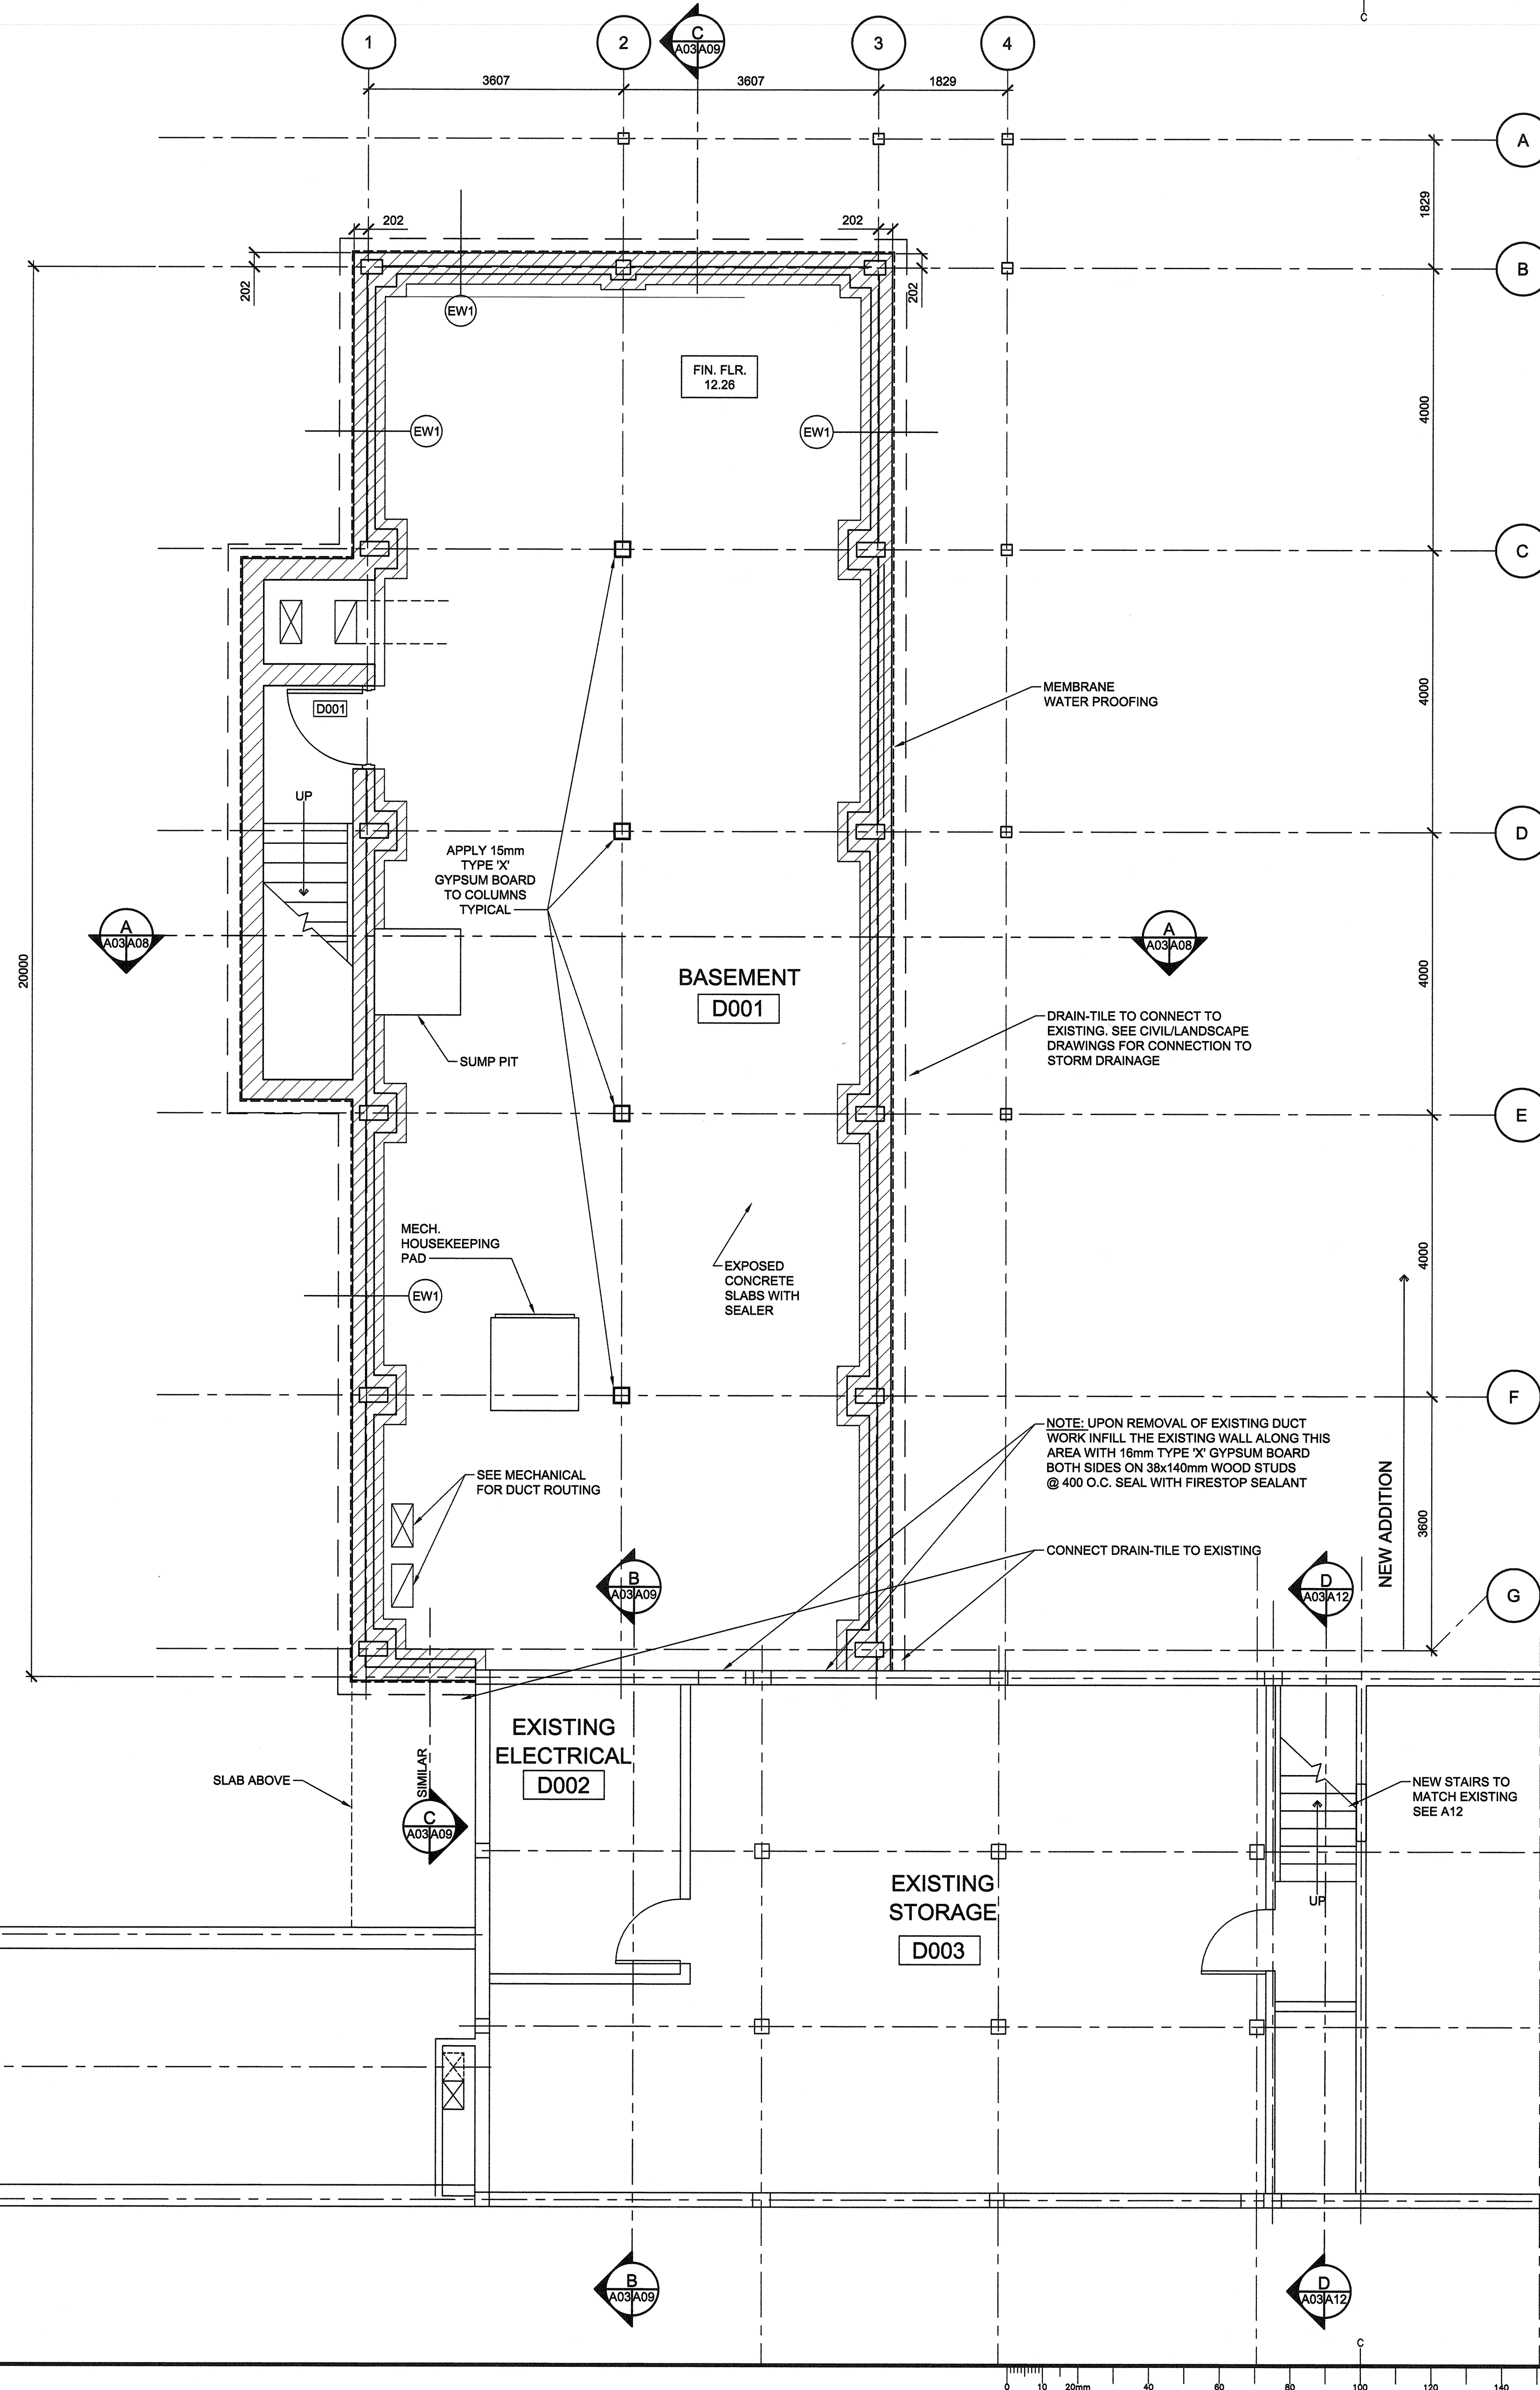 C
1
2
C
A03 A09
3
4
3607
3607
1829
A
1829
202
202
B
202
202
EW1
FIN. FLR.
12.26
4000
EW1
EW1
C
MEMBRANE
WATER PROOFING
4000
D001
UP
D
APPLY 15mm
TYPE 'X'
GYPSUM BOARD
TO COLUMNS
TYPICAL
A
A03 A08
A
A03 A08
20000
4000
BASEMENT
D001
DRAIN-TILE TO CONNECT TO
EXISTING. SEE CIVIL/LANDSCAPE
DRAWINGS FOR CONNECTION TO
STORM DRAINAGE
SUMP PIT
E
MECH.
HOUSEKEEPING
PAD
4000
EXPOSED
CONCRETE
SLABS WITH
SEALER
EW1
F
NOTE: UPON REMOVAL OF EXISTING DUCT
WORK INFILL THE EXISTING WALL ALONG THIS
AREA WITH 16mm TYPE 'X' GYPSUM BOARD
BOTH SIDES ON 38x140mm WOOD STUDS
@ 400 O.C. SEAL WITH FIRESTOP SEALANT
SEE MECHANICAL
FOR DUCT ROUTING
NEW ADDITION
3600
CONNECT DRAIN-TILE TO EXISTING
B
A03 A09
D
A03 A12
G
EXISTING
ELECTRICAL
D002
SLAB ABOVE
SIMILAR
C
A03 A09
NEW STAIRS TO
MATCH EXISTING
SEE A12
EXISTING
STORAGE
D003
UP
B
A03 A09
D
A03 A12
C
0 10 20mm 40 60 80 100 120 140